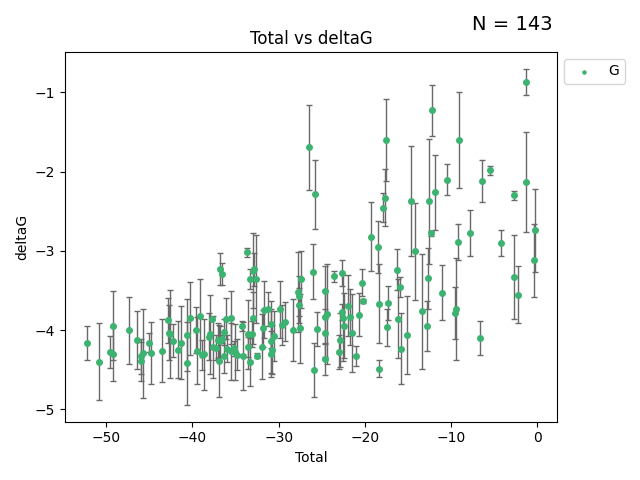 N = 143
Total vs deltaG
G
deltaG
−1
−2
−3
−4
−5
−50 −40 −30 −20 −10 0
Total